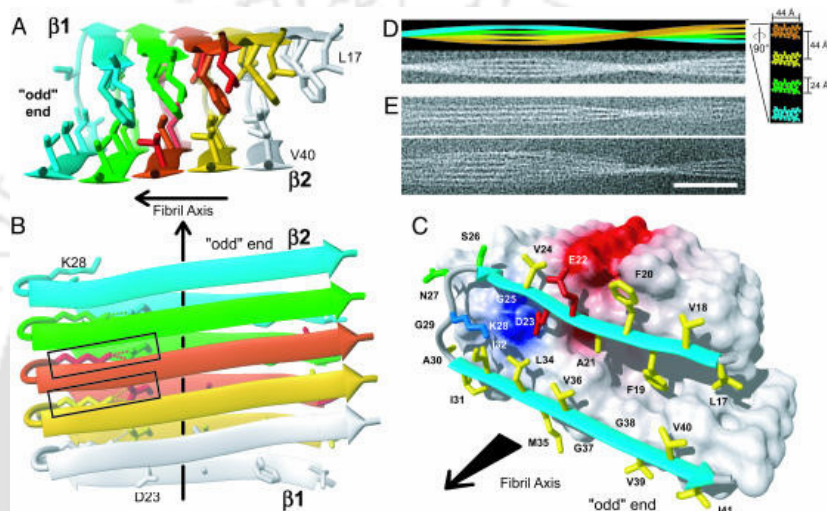 A
β1
L17
"odd"
end
V40
β2
Fibril Axis
B
"odd" end
β2
K28
D23
β1
D
90°
44 Å
44 Å
24 Å
E
C
S26
V24
E22
F20
N27
G25
V18
K28
D23
G29
A30
L34
A21
I31
V36
F19
L17
M35
G38
V40
G37
V39
I41
Fibril Axis
"odd" end